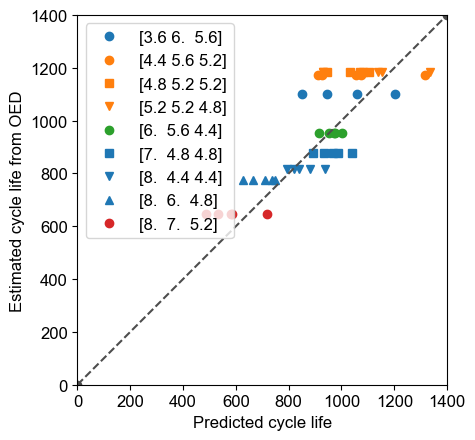 1400
1200
1000
800
600
400
200
0
Estimated cycle life from OED
[3.6 6.  5.6]
[4.4 5.6 5.2]
[4.8 5.2 5.2]
[5.2 5.2 4.8]
[6.  5.6 4.4]
[7.  4.8 4.8]
[8.  4.4 4.4]
[8.  6.  4.8]
[8.  7.  5.2]
0 200 400 600 800 1000 1200 1400
Predicted cycle life